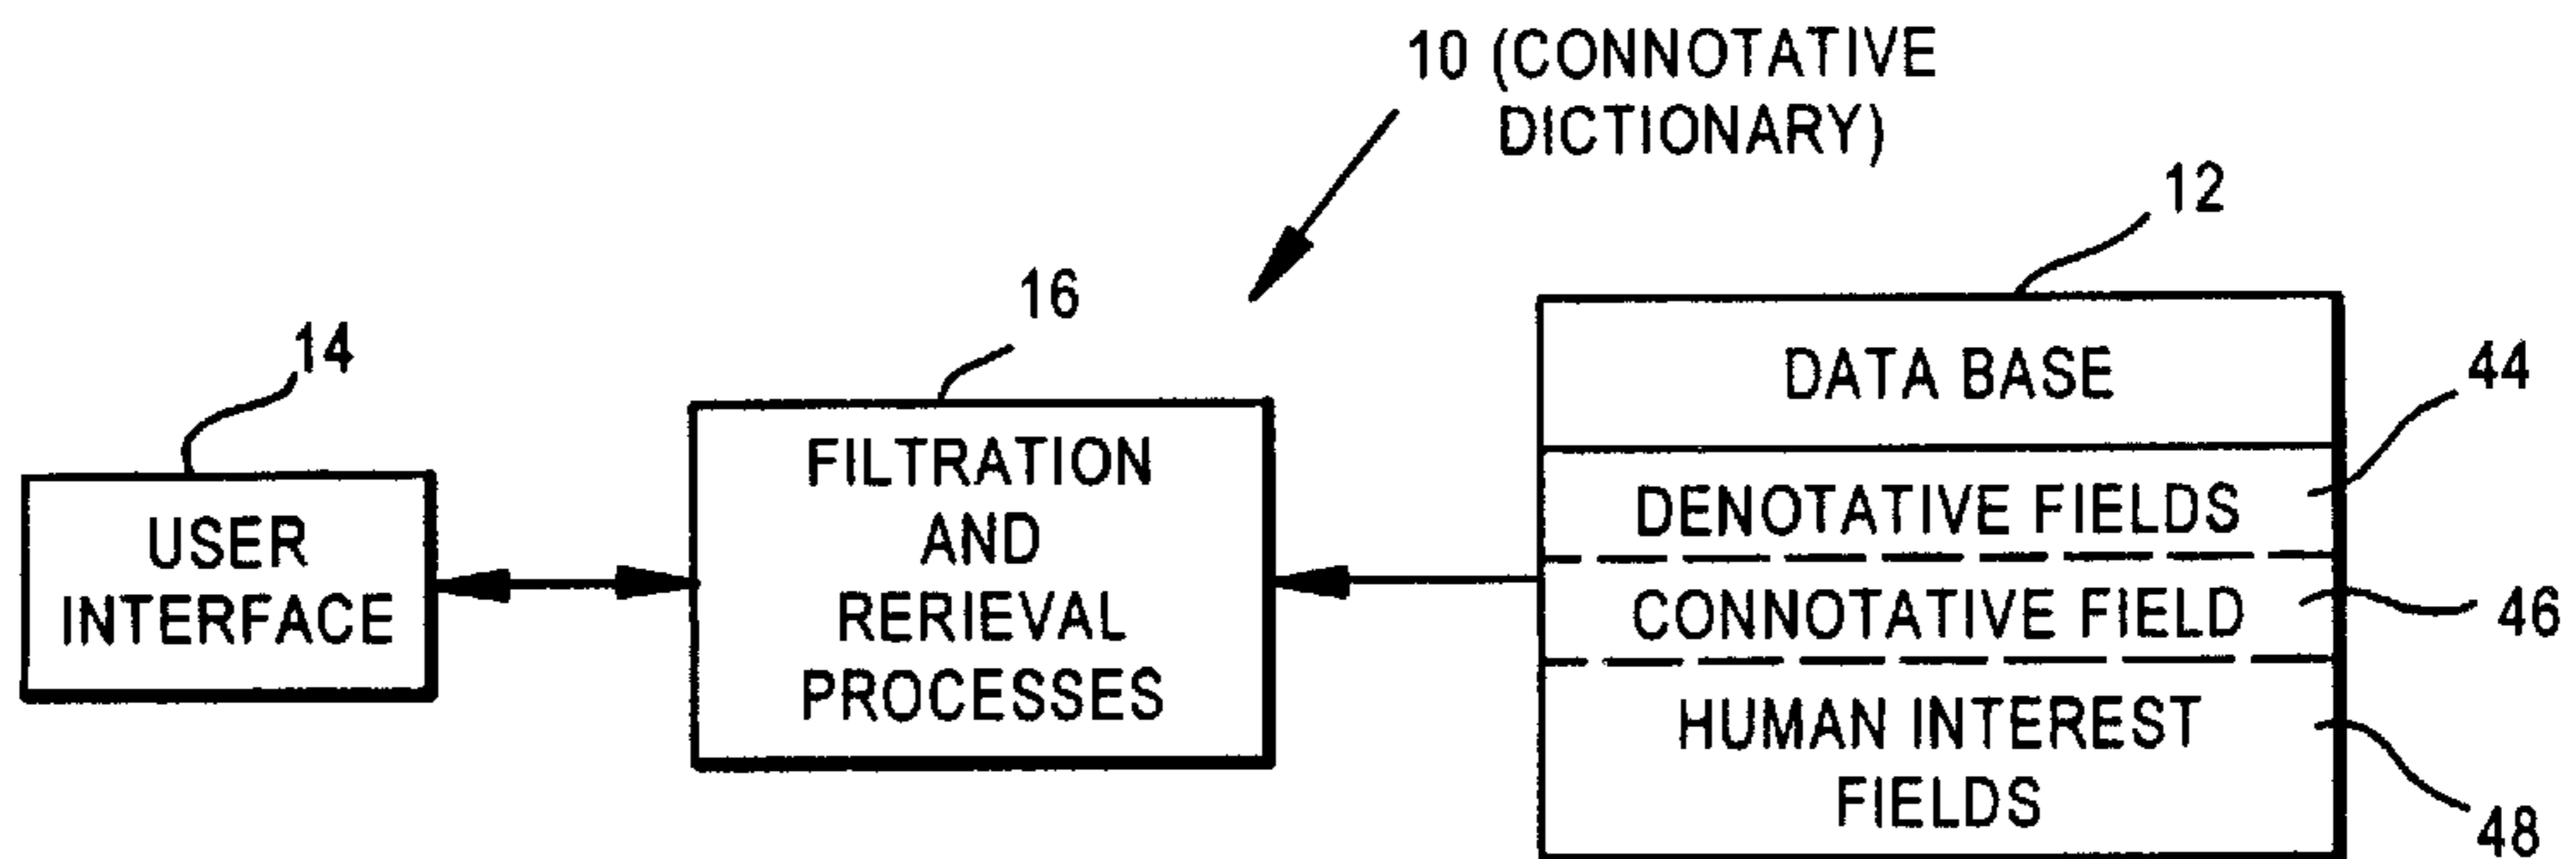 10 (CONNOTATIVE
DICTIONARY)
12
16
14
DATA BASE
44
FILTRATION
AND
RERIEVAL
PROCESSES
USER
INTERFACE
DENOTATIVE FIELDS
CONNOTATIVE FIELD
46
HUMAN INTEREST
FIELDS
48